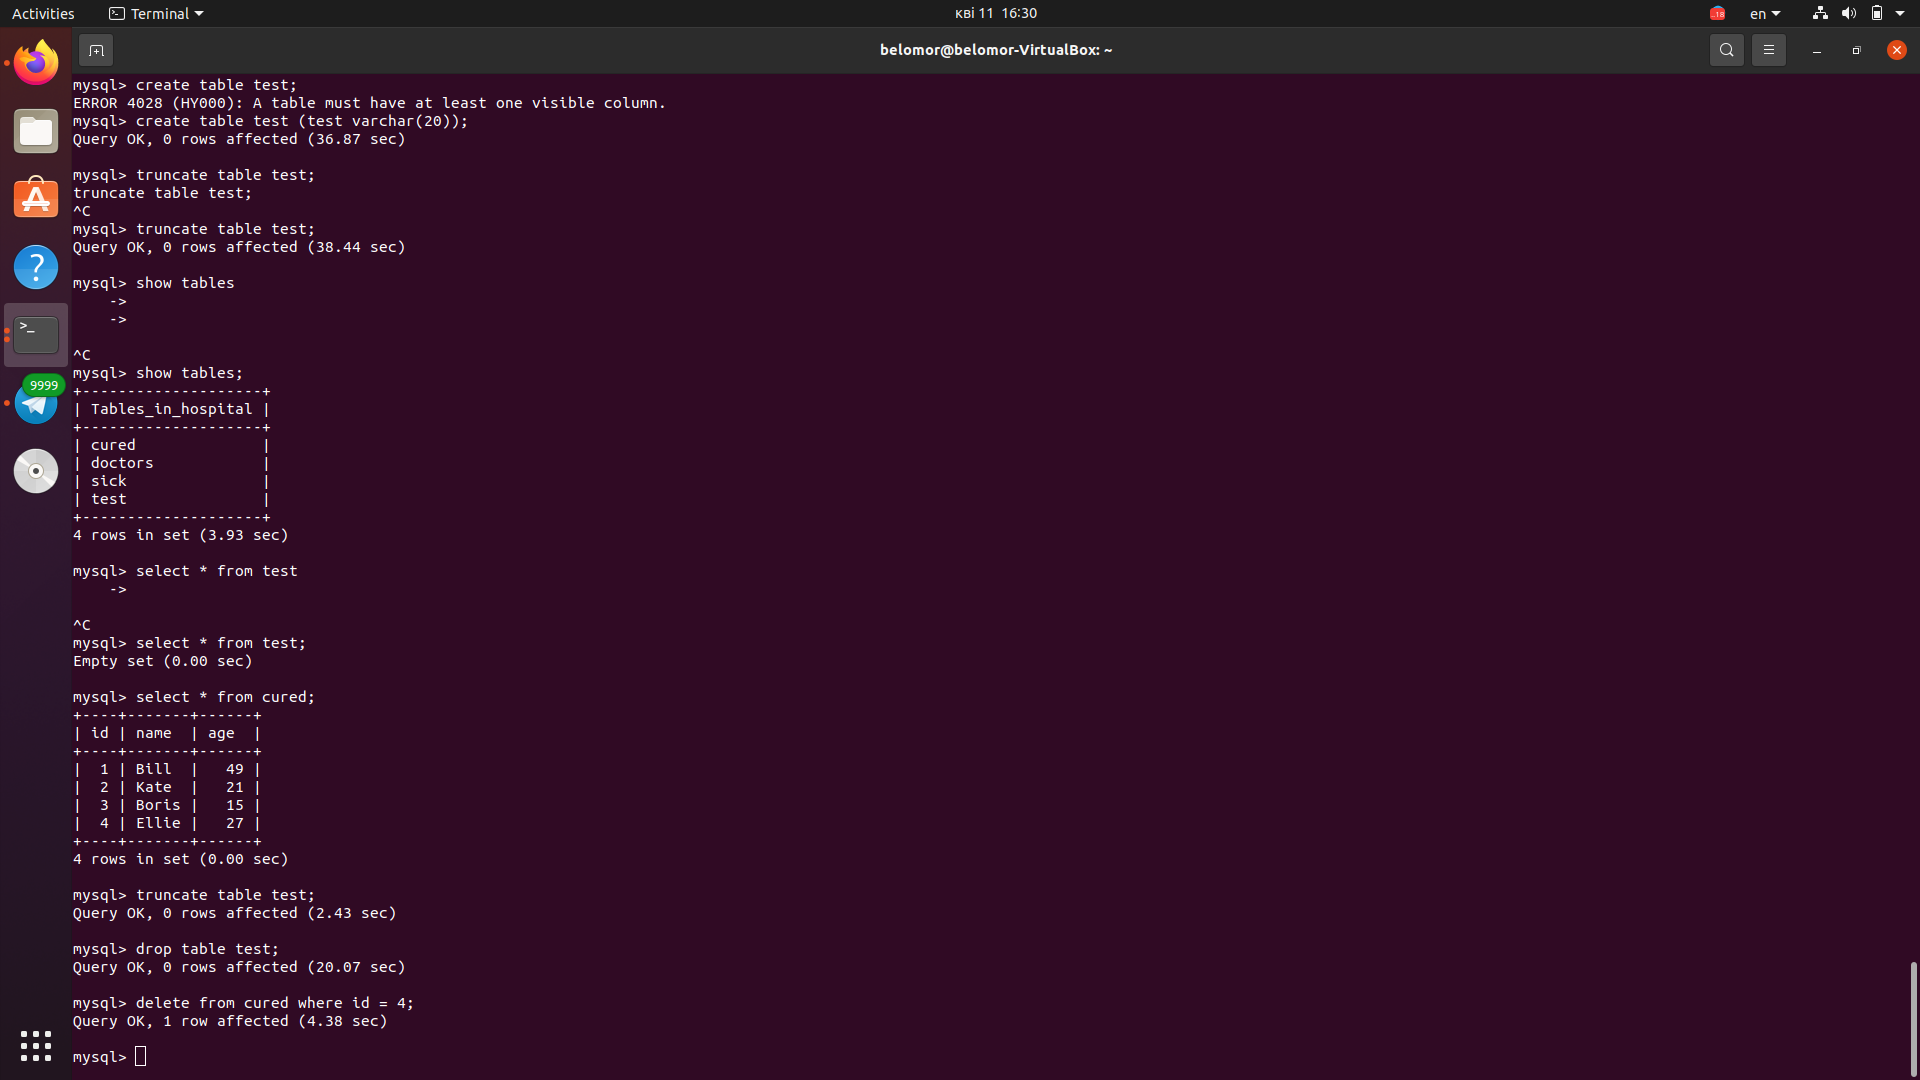 Activities
Terminal
кві 11 16:30
en
belomor@belomor-VirtualBox: ~
mysql> create table test;
ERROR 4028 (HY000): A table must have at least one visible column.
mysql> create table test (test varchar(20));
Query OK, 0 rows affected (36.87 sec)
mysql> truncate table test;
truncate table test;
^C
mysql> truncate table test;
Query OK, 0 rows affected (38.44 sec)
mysql> show tables
    ->
    ->
^C
mysql> show tables;
+--------------------+
| Tables_in_hospital |
+--------------------+
| cured              |
| doctors            |
| sick               |
| test               |
+--------------------+
4 rows in set (3.93 sec)
mysql> select * from test
    ->
^C
mysql> select * from test;
Empty set (0.00 sec)
mysql> select * from cured;
+----+-------+------+
| id | name  | age  |
+----+-------+------+
|  1 | Bill  |   49 |
|  2 | Kate  |   21 |
|  3 | Boris |   15 |
|  4 | Ellie |   27 |
+----+-------+------+
4 rows in set (0.00 sec)
mysql> truncate table test;
Query OK, 0 rows affected (2.43 sec)
mysql> drop table test;
Query OK, 0 rows affected (20.07 sec)
mysql> delete from cured where id = 4;
Query OK, 1 row affected (4.38 sec)
mysql>
9999